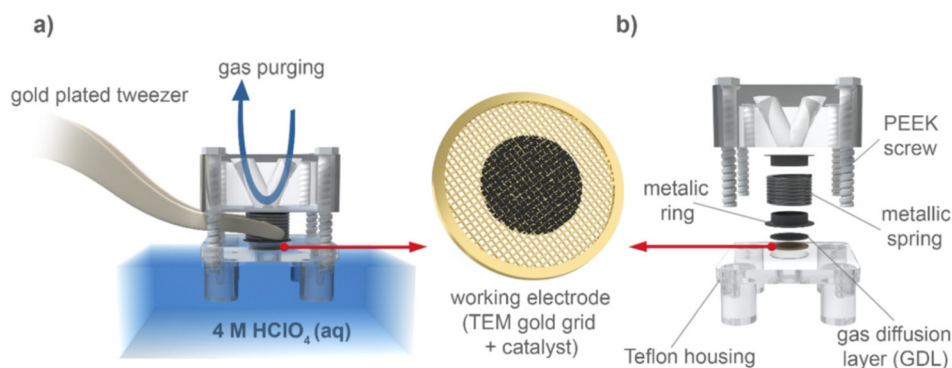 a)
gas purging
gold plated tweezer
4 M HClO₄ (aq)
working electrode
(TEM gold grid
+ catalyst)
b)
PEEK
screw
metallic
ring
metallic
spring
Teflon housing
gas diffusion
layer (GDL)